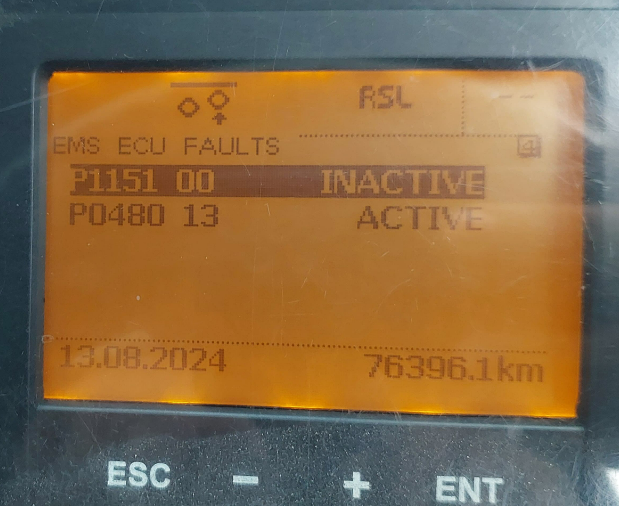 RSL --
EMS ECU FAULTS 4
P1151 00 INACTIVE
P0480 13 ACTIVE
13.08.2024 76396.1km
ESC - + ENT